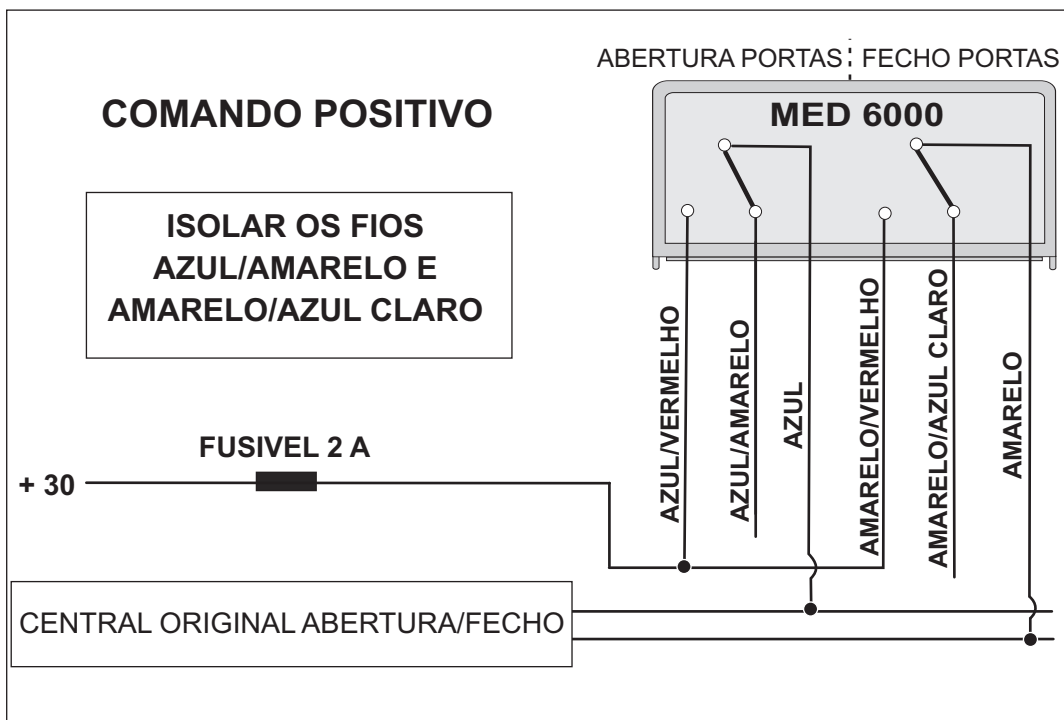 ABERTURA PORTAS FECHO PORTAS
COMANDO POSITIVO
MED 6000
ISOLAR OS FIOS
AZUL/AMARELO E
AMARELO/AZUL CLARO
AZUL/VERMELHO
AZUL/AMARELO
AZUL
AMARELO/VERMELHO
AMARELO/AZUL CLARO
AMARELO
FUSIVEL 2 A
+ 30
CENTRAL ORIGINAL ABERTURA/FECHO